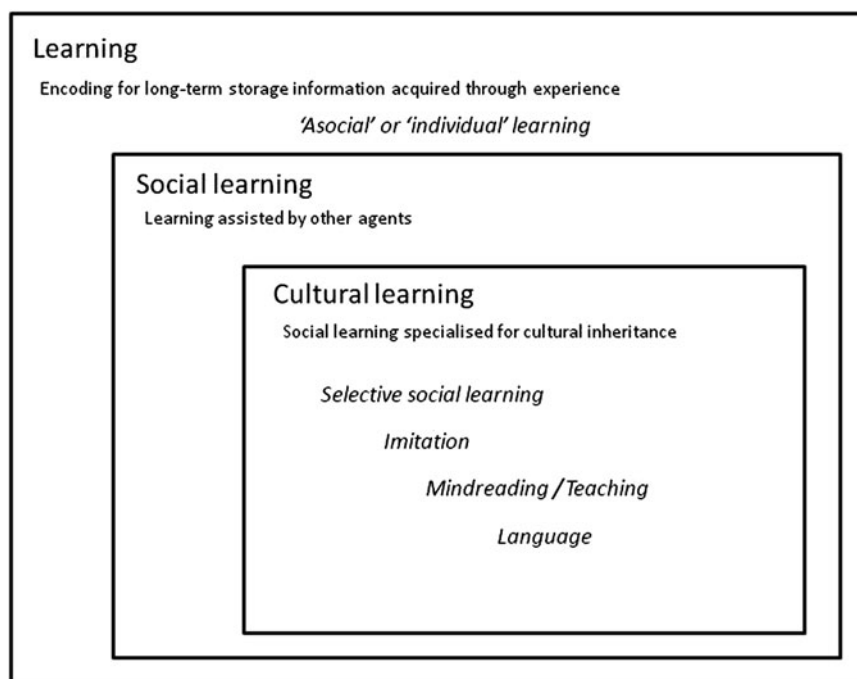 Learning
Encoding for long-term storage information acquired through experience
‘Asocial’ or ‘individual’ learning
Social learning
Learning assisted by other agents
Cultural learning
Social learning specialised for cultural inheritance
Selective social learning
Imitation
Mindreading /Teaching
Language